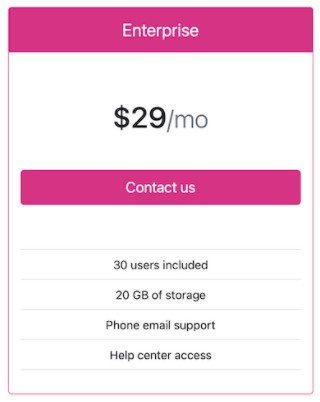 Enterprise
$29/mo
Contact us
30 users included
20 GB of storage
Phone email support
Help center access